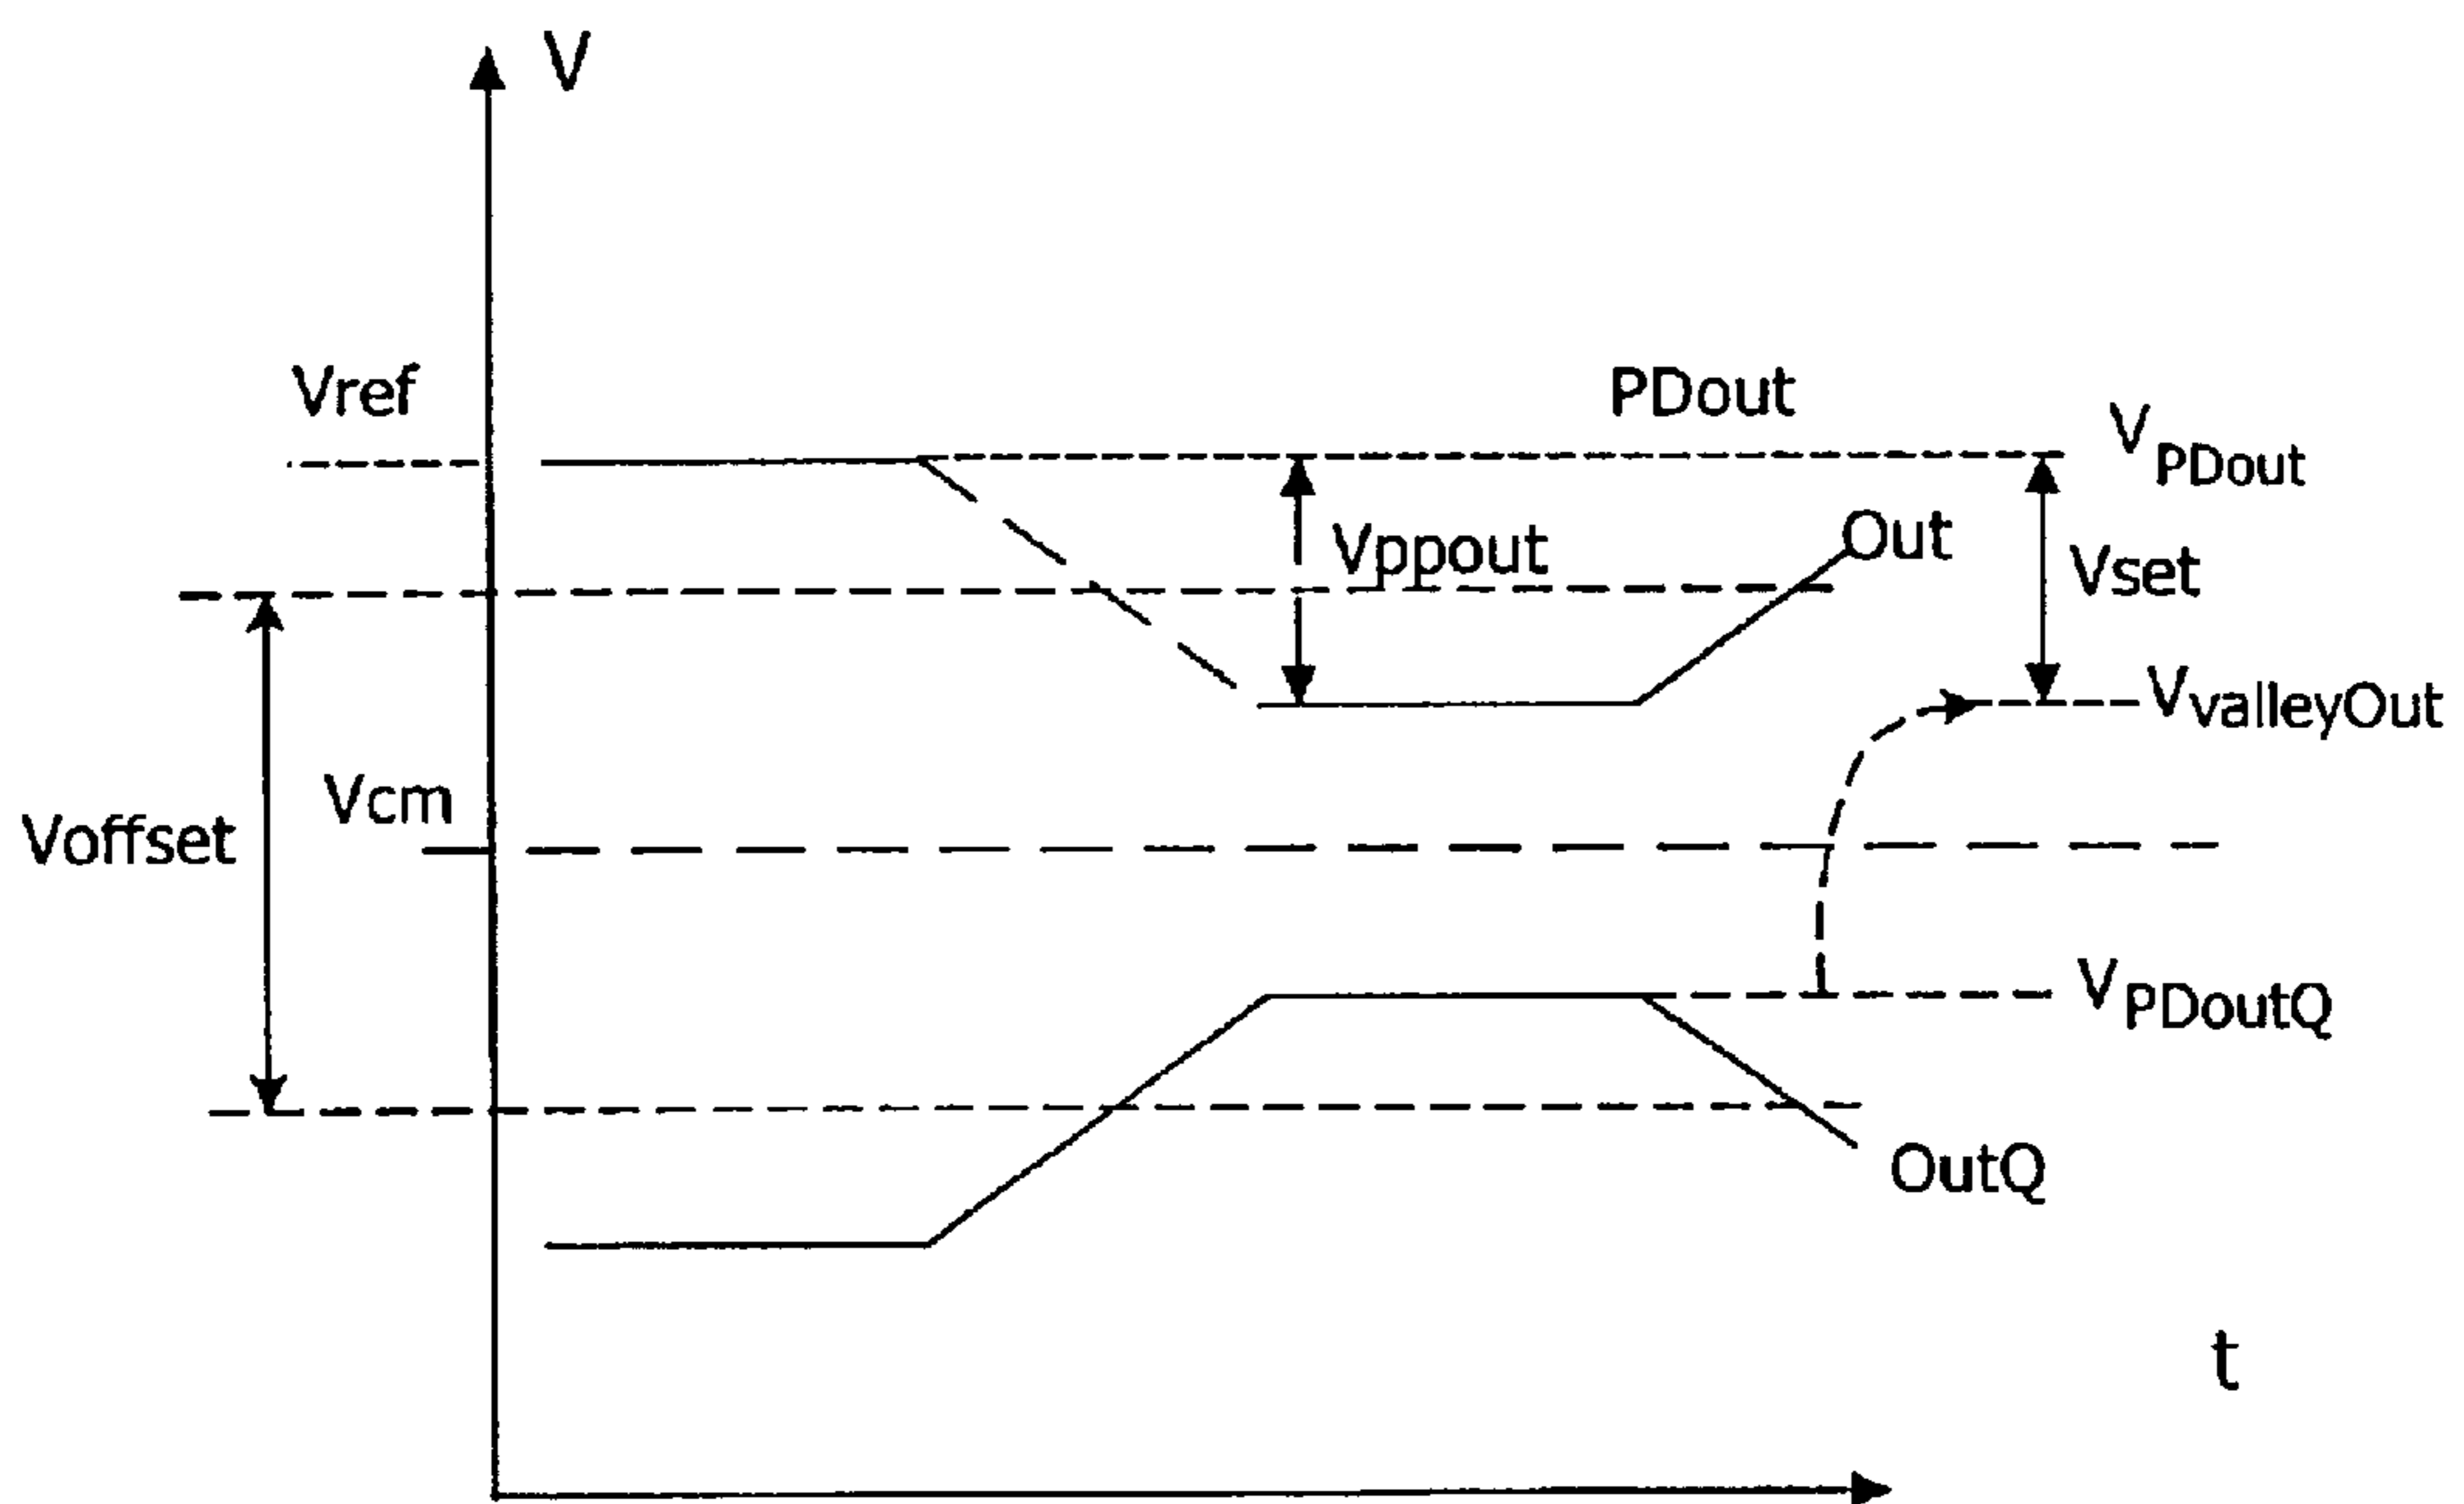 V
Vref
PDout
VPDout
Vppout
Out
Vset
VvalleyOut
Vcm
Voffset
VPDoutQ
OutQ
t